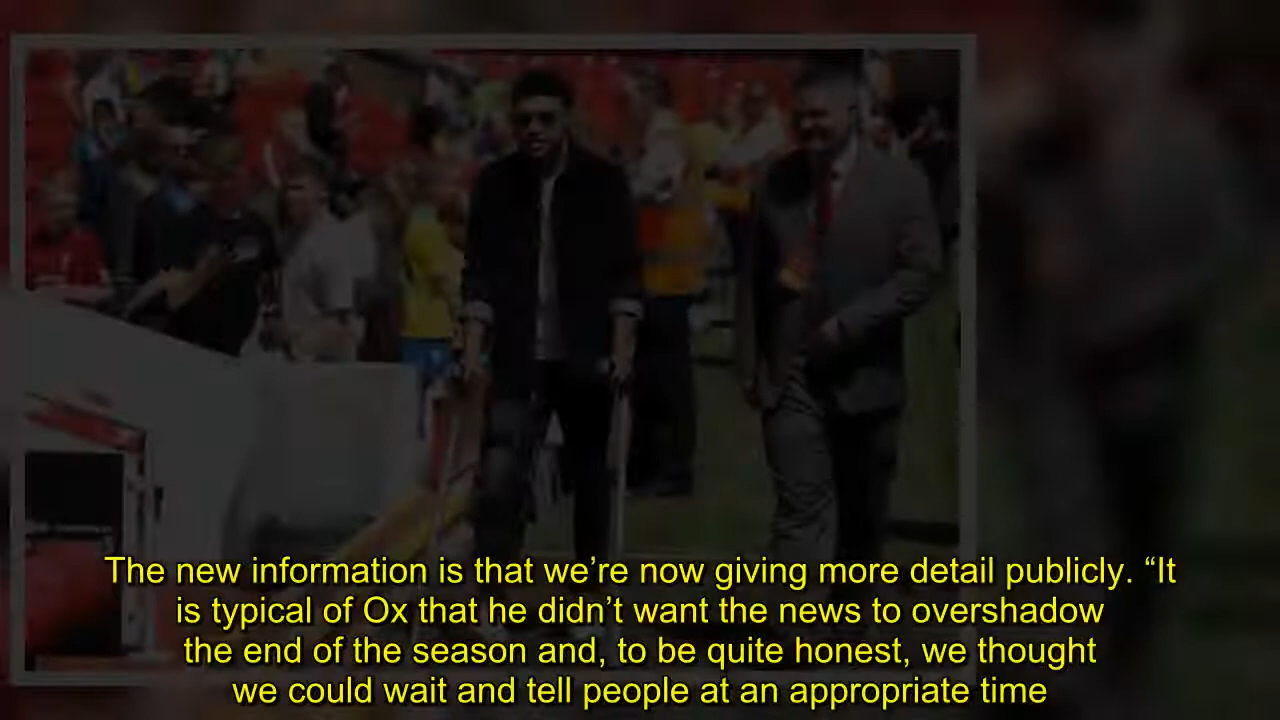 The new information is that we’re now giving more detail publicly. “It
is typical of Ox that he didn’t want the news to overshadow
the end of the season and, to be quite honest, we thought
we could wait and tell people at an appropriate time